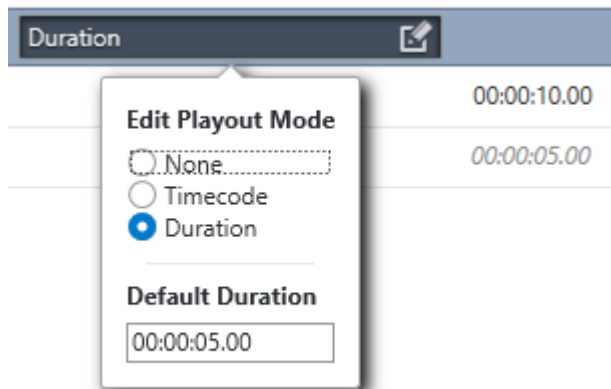 Duration
00:00:10.00
Edit Playout Mode
None
00:00:05.00
Timecode
Duration
Default Duration
00:00:05.00